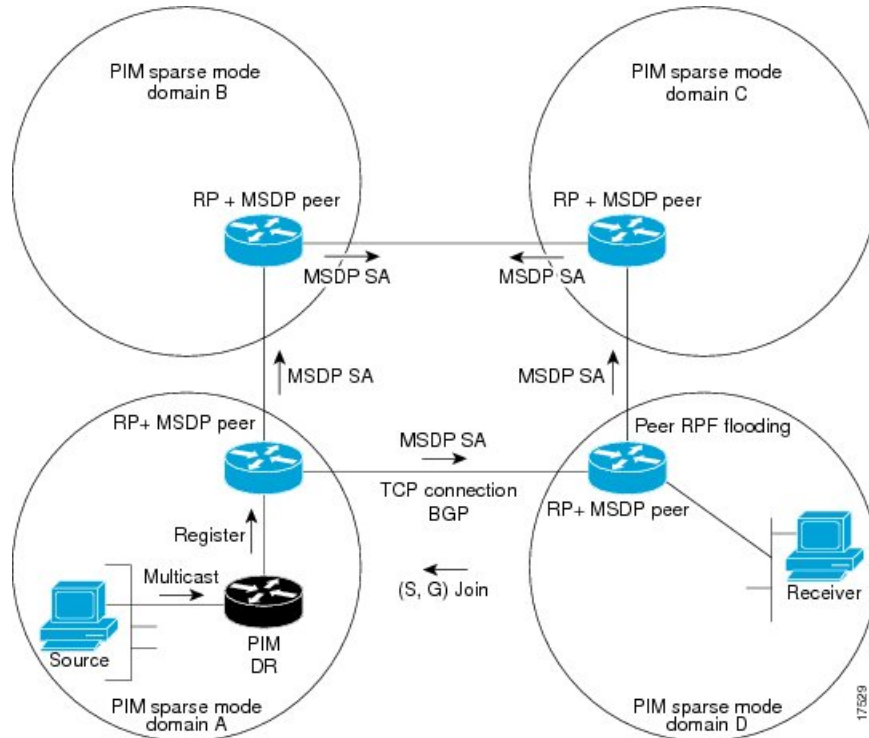 PIM sparse mode
domain B
PIM sparse mode
domain C
RP + MSDP peer
RP + MSDP peer
MSDP SA
MSDP SA
MSDP SA
MSDP SA
RP+ MSDP peer
MSDP SA
Peer RPF flooding
TCP connection
BGP
RP+ MSDP peer
Register
Multicast
(S, G) Join
Receiver
Source
PIM
DR
PIM sparse mode
domain A
PIM sparse mode
domain D
17529